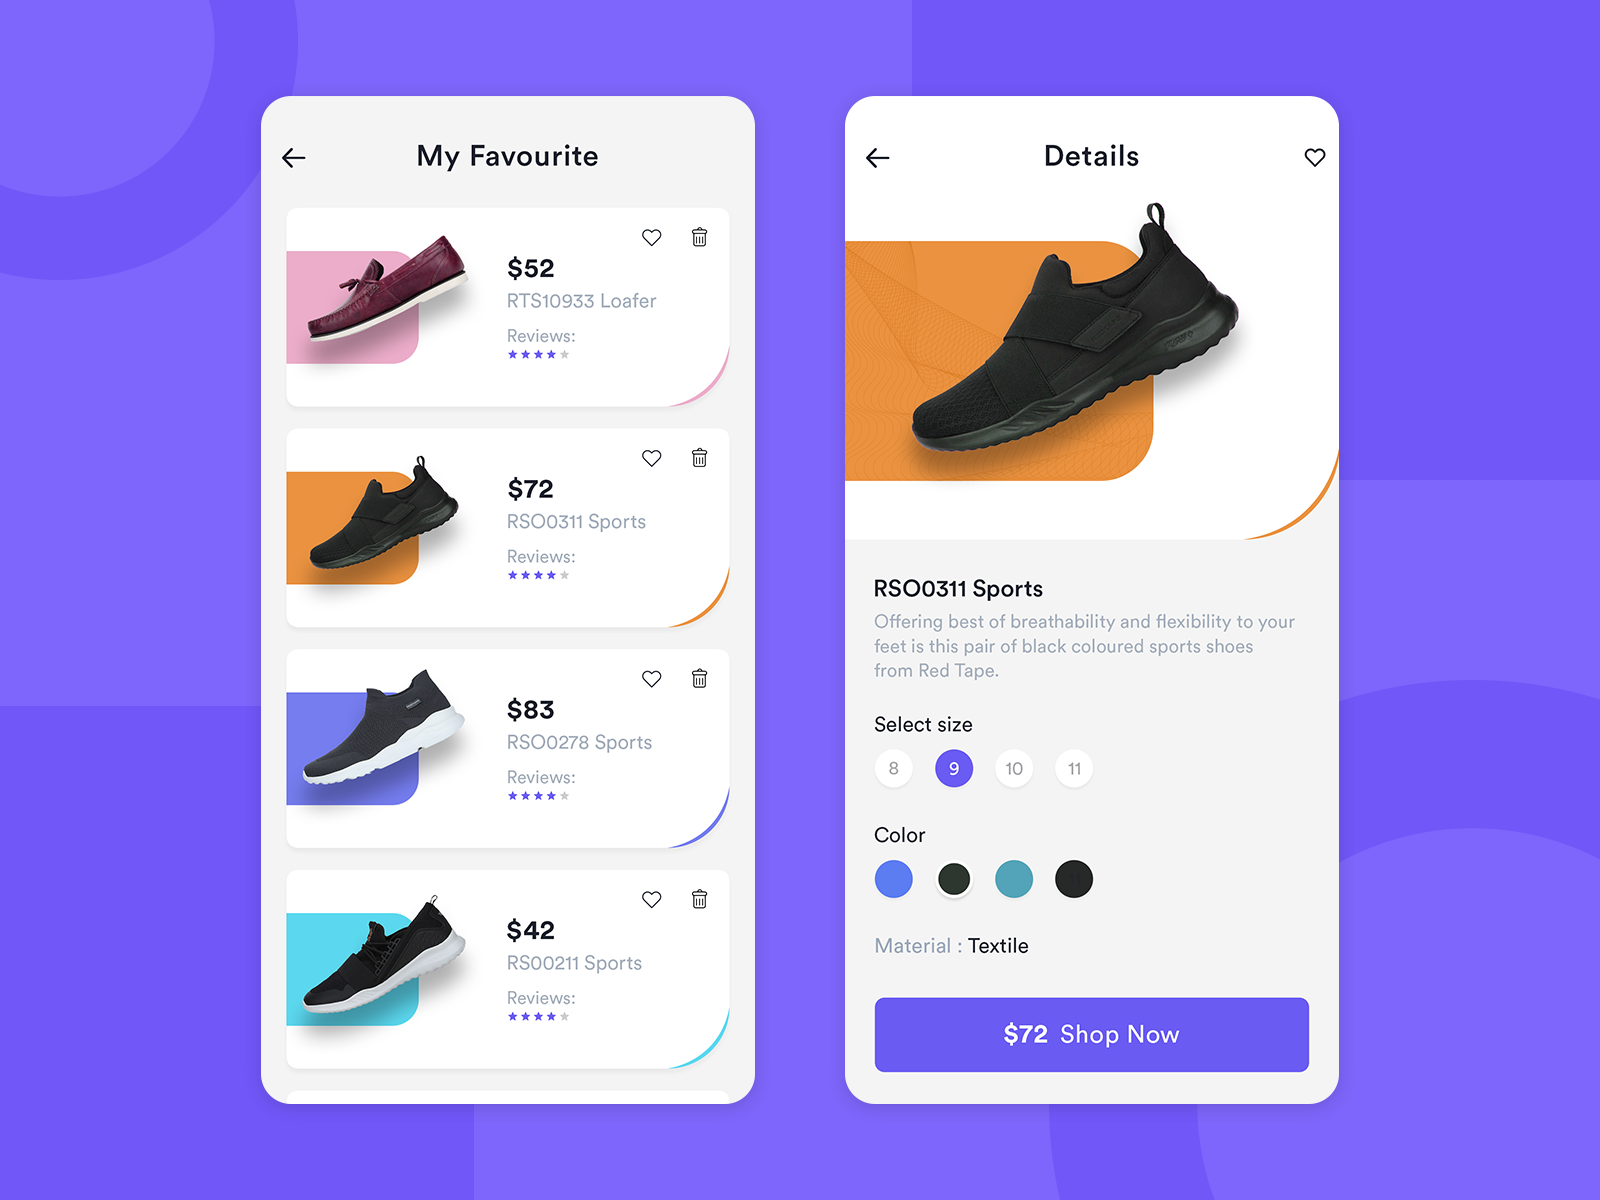 My Favourite
$52
RTS10933 Loafer
Reviews:
$72
RSO0311 Sports
Reviews:
$83
RSO0278 Sports
Reviews:
$42
RS00211 Sports
Reviews:
Details
RSO0311 Sports
Offering best of breathability and flexibility to your
feet is this pair of black coloured sports shoes
from Red Tape.
Select size
8 9 10 11
Color
Material : Textile
$72 Shop Now